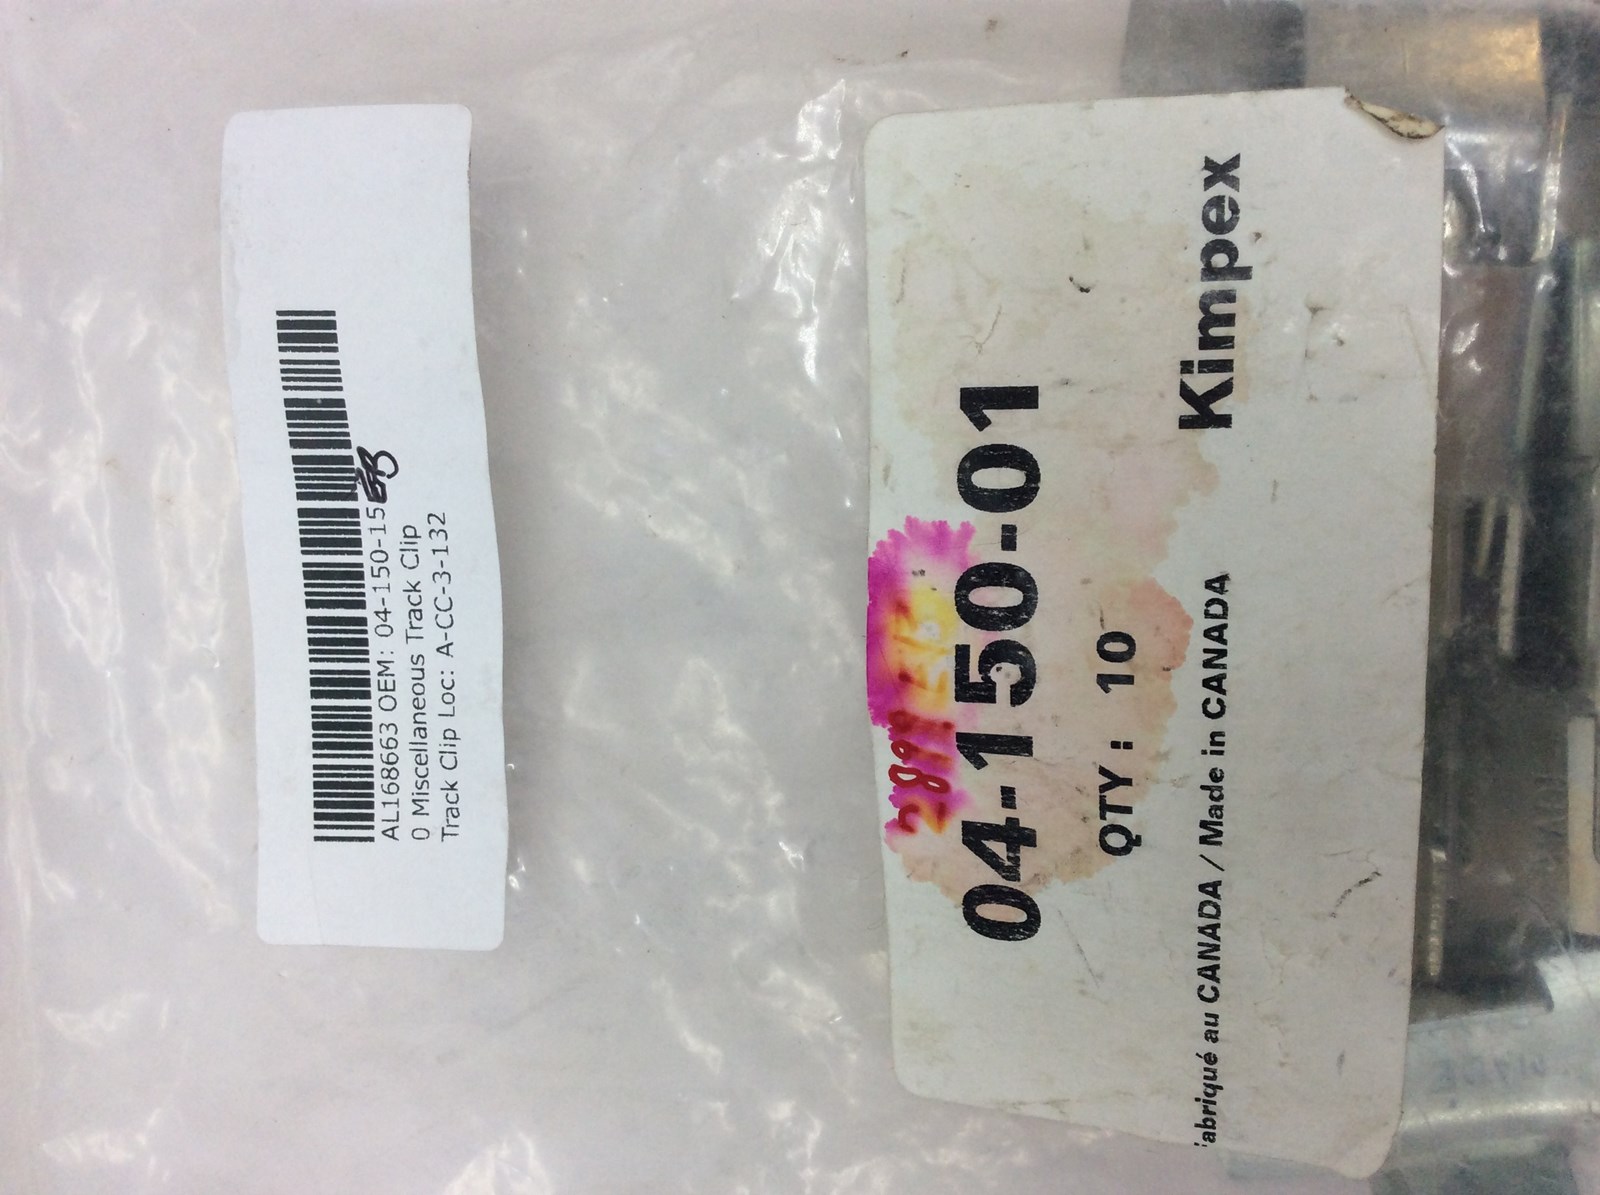 AL168663 OEM: 04-150-15
0 Miscellaneous Track Clip
Track Clip Loc: A-CC-3-132
04-150-01
QTY: 10
abriqué au CANADA / Made in CANADA
Kimpex